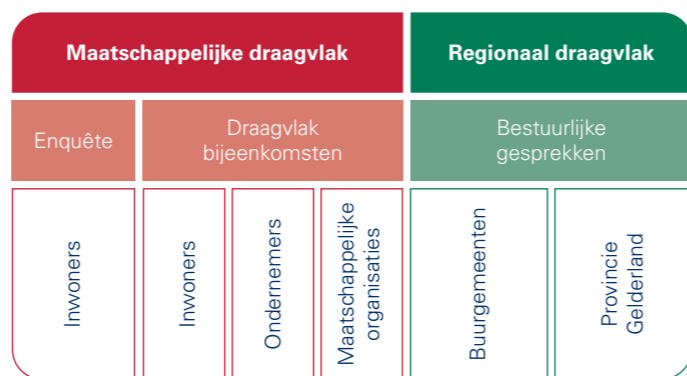 Maatschappelijke draagvlak
Regionaal draagvlak
Enquête
Draagvlak
bijeenkomsten
Bestuurlijke
gesprekken
Inwoners
Inwoners
Ondernemers
Maatschappelijke
organisaties
Buurgemeenten
Provincie
Gelderland